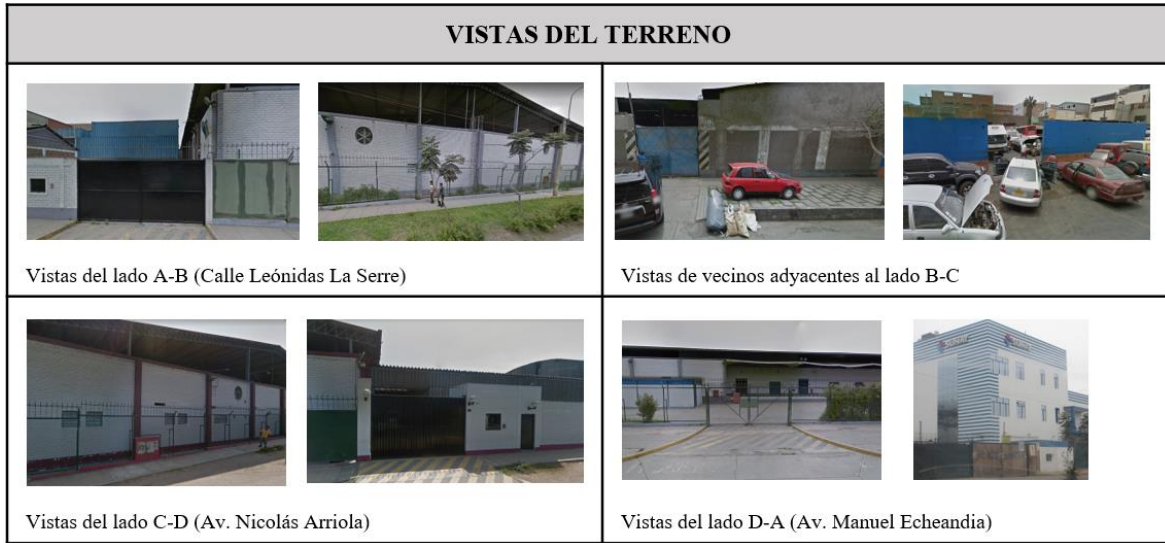 VISTAS DEL TERRENO
Vistas del lado A-B (Calle Leónidas La Serre)
Vistas de vecinos adyacentes al lado B-C
Vistas del lado C-D (Av. Nicolás Arriola)
Vistas del lado D-A (Av. Manuel Echeandia)